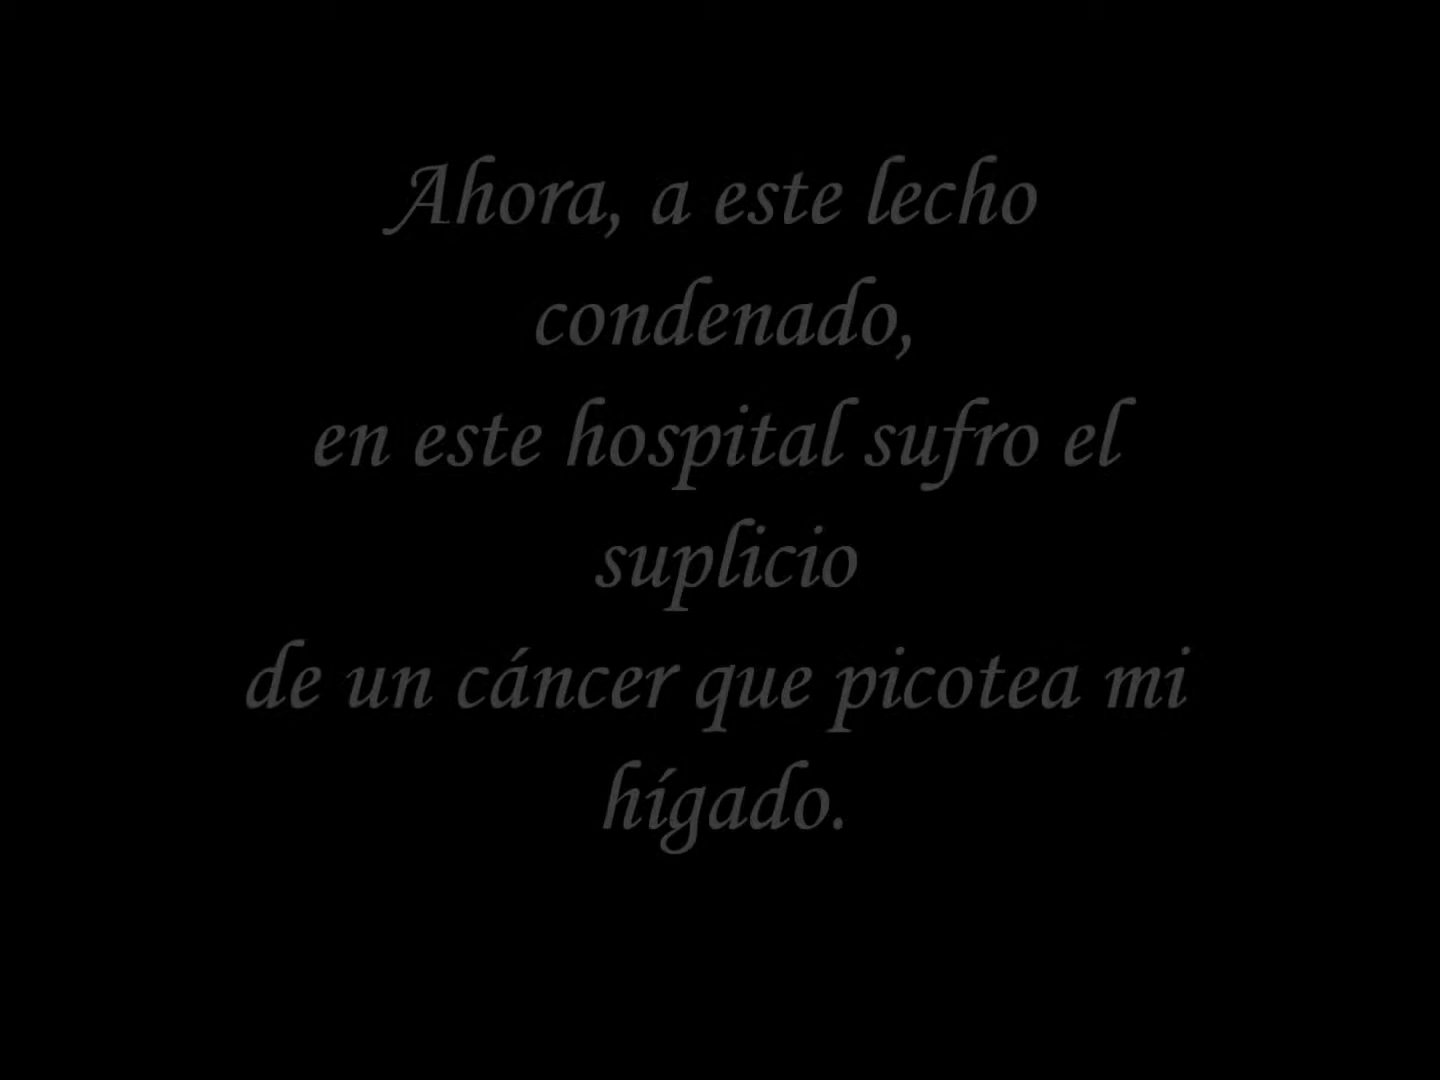 Ahora, a este lecho
condenado,
en este hospital sufro el
suplicio
de un cáncer que picotea mi
hígado.